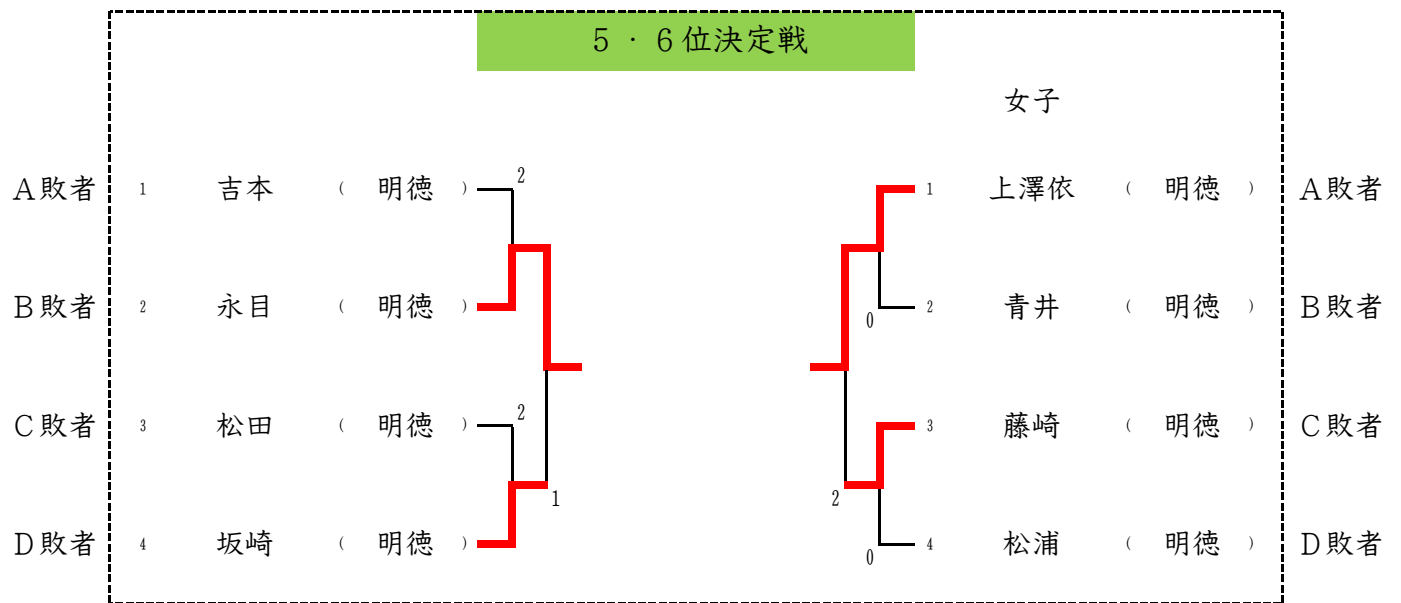 ５・６位決定戦
女子
Ａ敗者 1 吉本 （ 明徳 ） 2 1 上澤依 （ 明徳 ） Ａ敗者
Ｂ敗者 2 永目 （ 明徳 ） 0 2 青井 （ 明徳 ） Ｂ敗者
Ｃ敗者 3 松田 （ 明徳 ） 2 3 藤崎 （ 明徳 ） Ｃ敗者
1 2
Ｄ敗者 4 坂崎 （ 明徳 ） 0 4 松浦 （ 明徳 ） Ｄ敗者